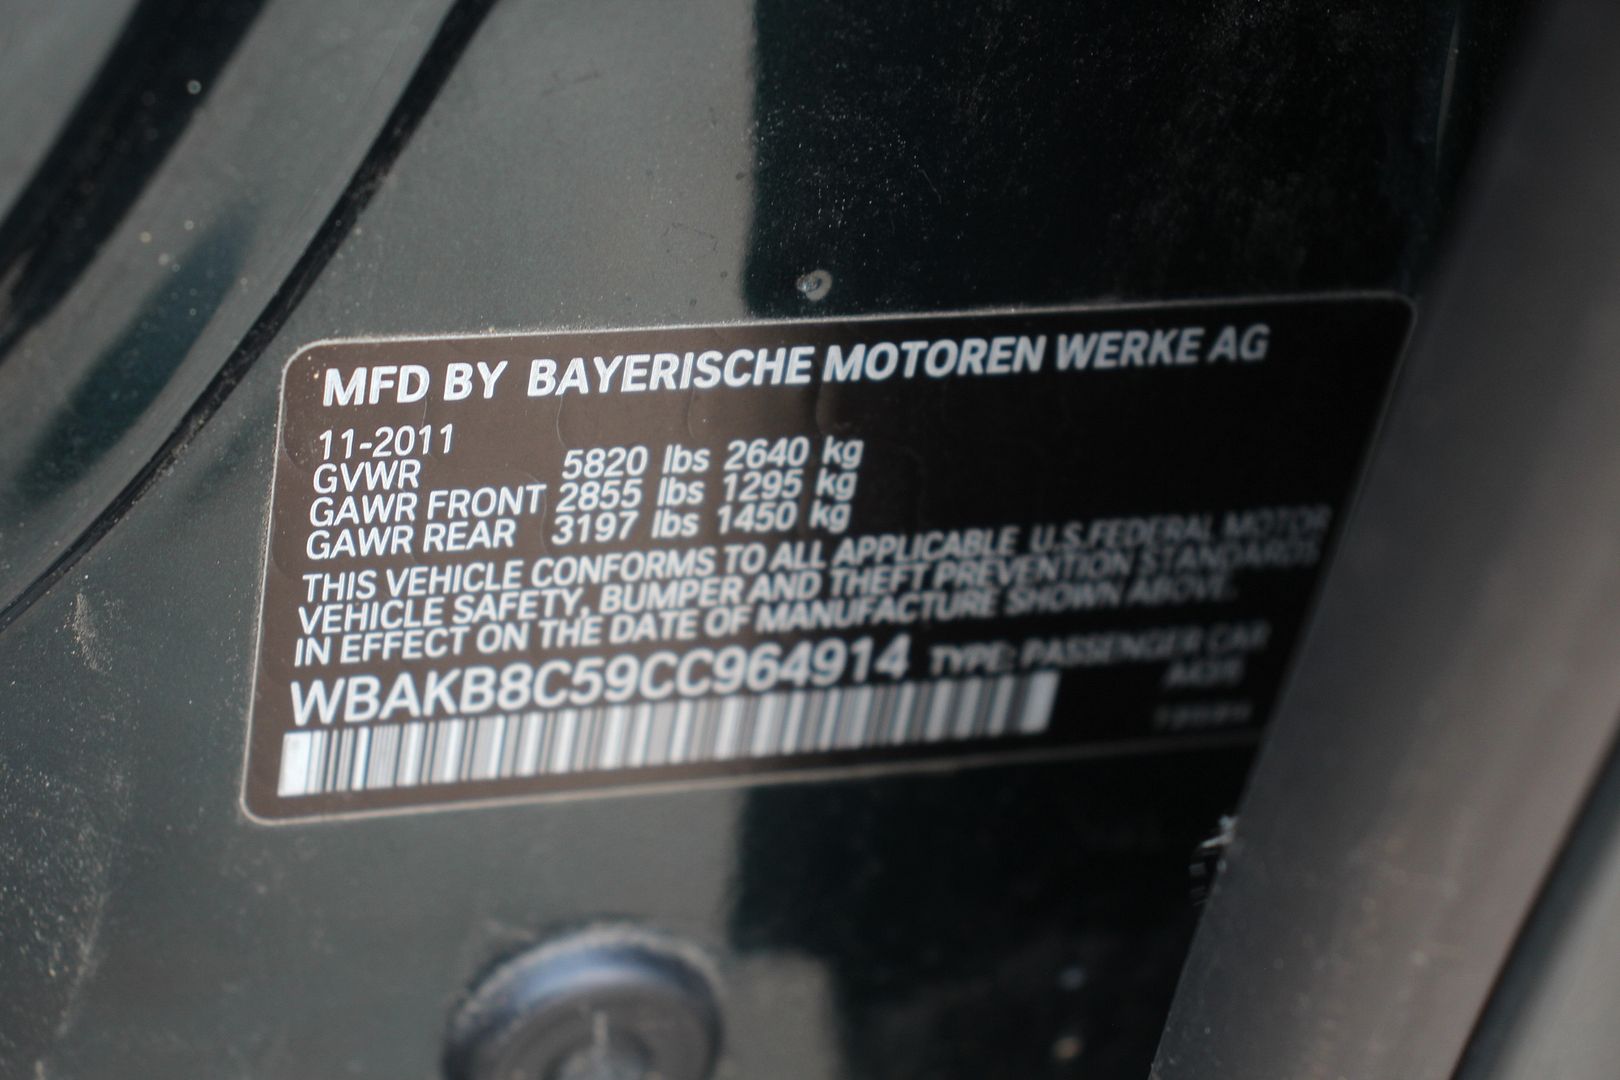 MFD BY BAYERISCHE MOTOREN WERKE AG
11-2011
GVWR 5820 lbs 2640 kg
GAWR FRONT 2855 lbs 1295 kg
GAWR REAR 3197 lbs 1450 kg
THIS VEHICLE CONFORMS TO ALL APPLICABLE U.S.FEDERAL MOTOR
VEHICLE SAFETY, BUMPER AND THEFT PREVENTION STANDARDS
IN EFFECT ON THE DATE OF MANUFACTURE SHOWN ABOVE.
WBAKB8C59CC964914 TYPE: PASSENGER CAR